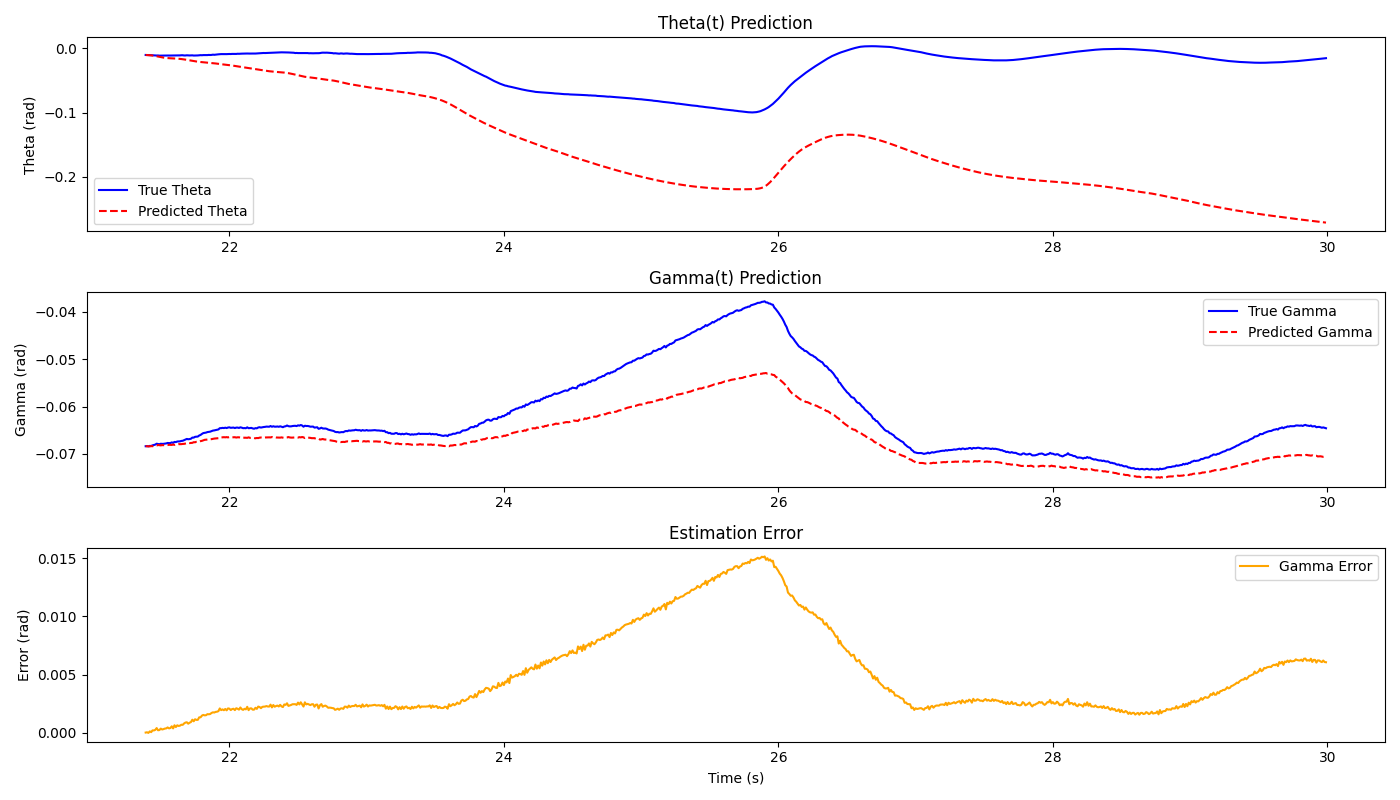 Theta(t) Prediction
0.0
−0.1
−0.2
Theta (rad)
True Theta
Predicted Theta
22 24 26 28 30
Gamma(t) Prediction
−0.04
−0.05
−0.06
−0.07
Gamma (rad)
True Gamma
Predicted Gamma
22 24 26 28 30
Estimation Error
0.015
0.010
0.005
0.000
Error (rad)
Gamma Error
22 24 26 28 30
Time (s)